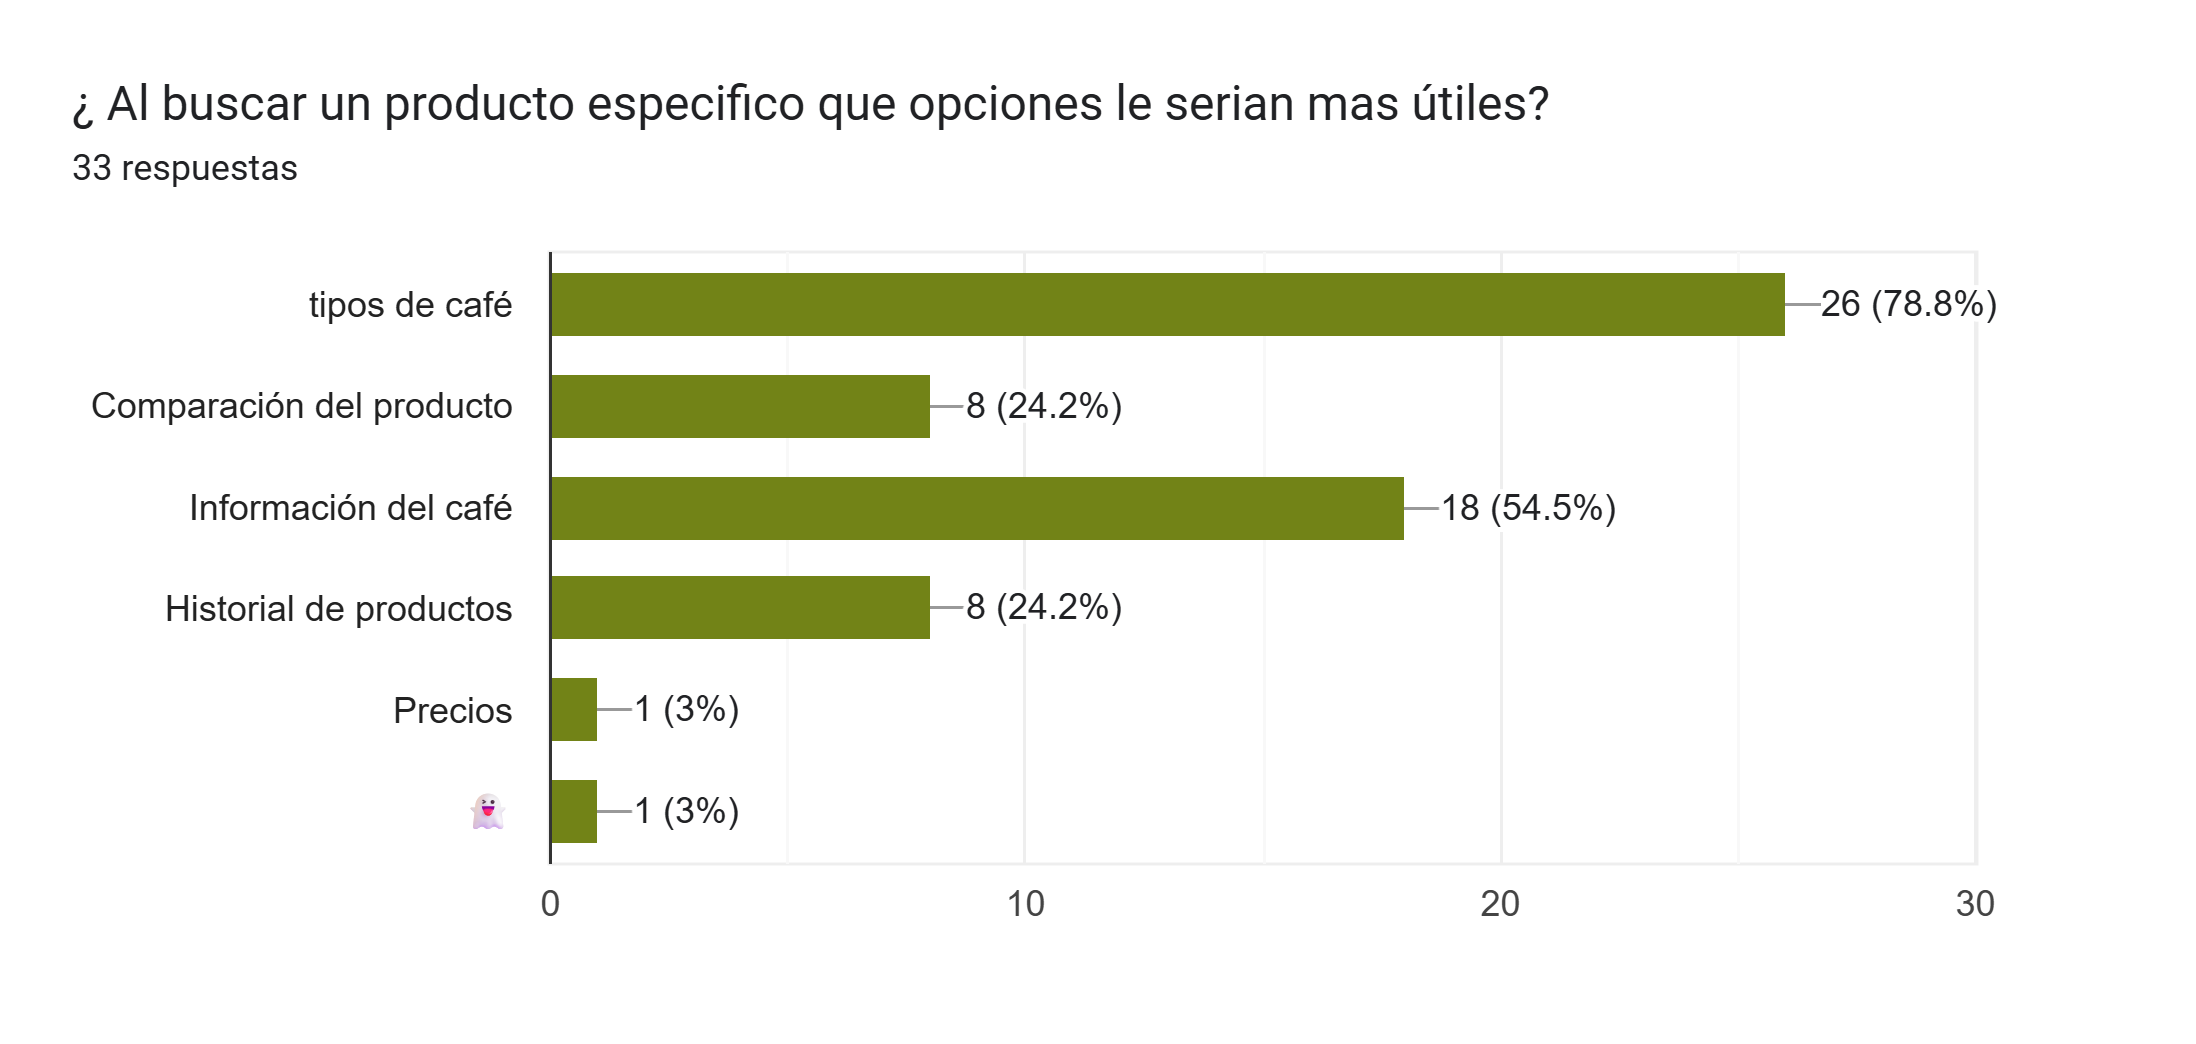 ¿ Al buscar un producto especifico que opciones le serian mas útiles?
33 respuestas
tipos de café
26 (78.8%)
Comparación del producto
8 (24.2%)
Información del café
18 (54.5%)
Historial de productos
8 (24.2%)
Precios
1 (3%)
👻
1 (3%)
0 10 20 30